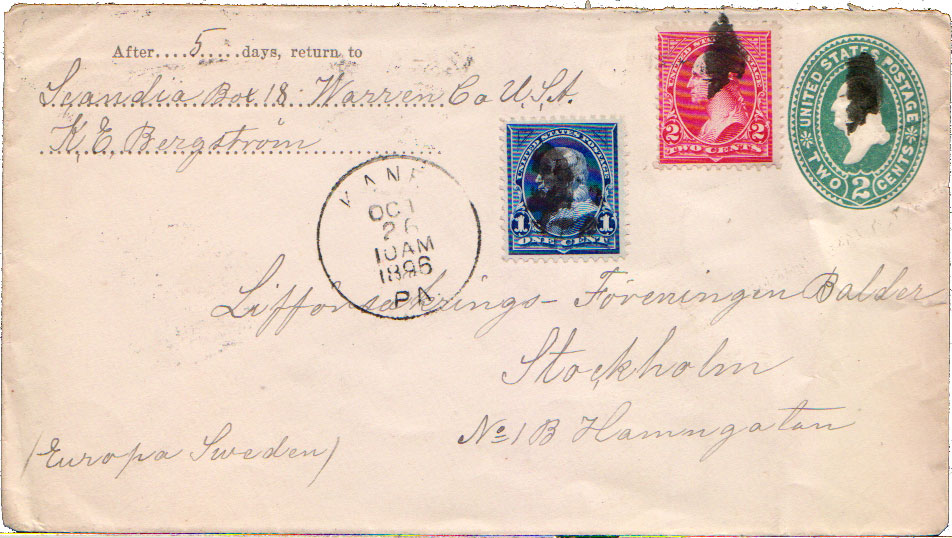 After....5.....days, return to
Scandia Box 18 Warren Co U.S.A.
K. E. Bergström
UNITED STATES POSTAGE
2 2
TWO CENTS
UNITED STATES POSTAGE
TWO 2 CENTS
UNITED STATES POSTAGE
1 1
ONE CENT
KANE
OCT
26
10AM
1896
PA
Lifförsäkrings-Föreningen Balder
Stockholm
No 1 B Hamngatan
(Europa Sweden)